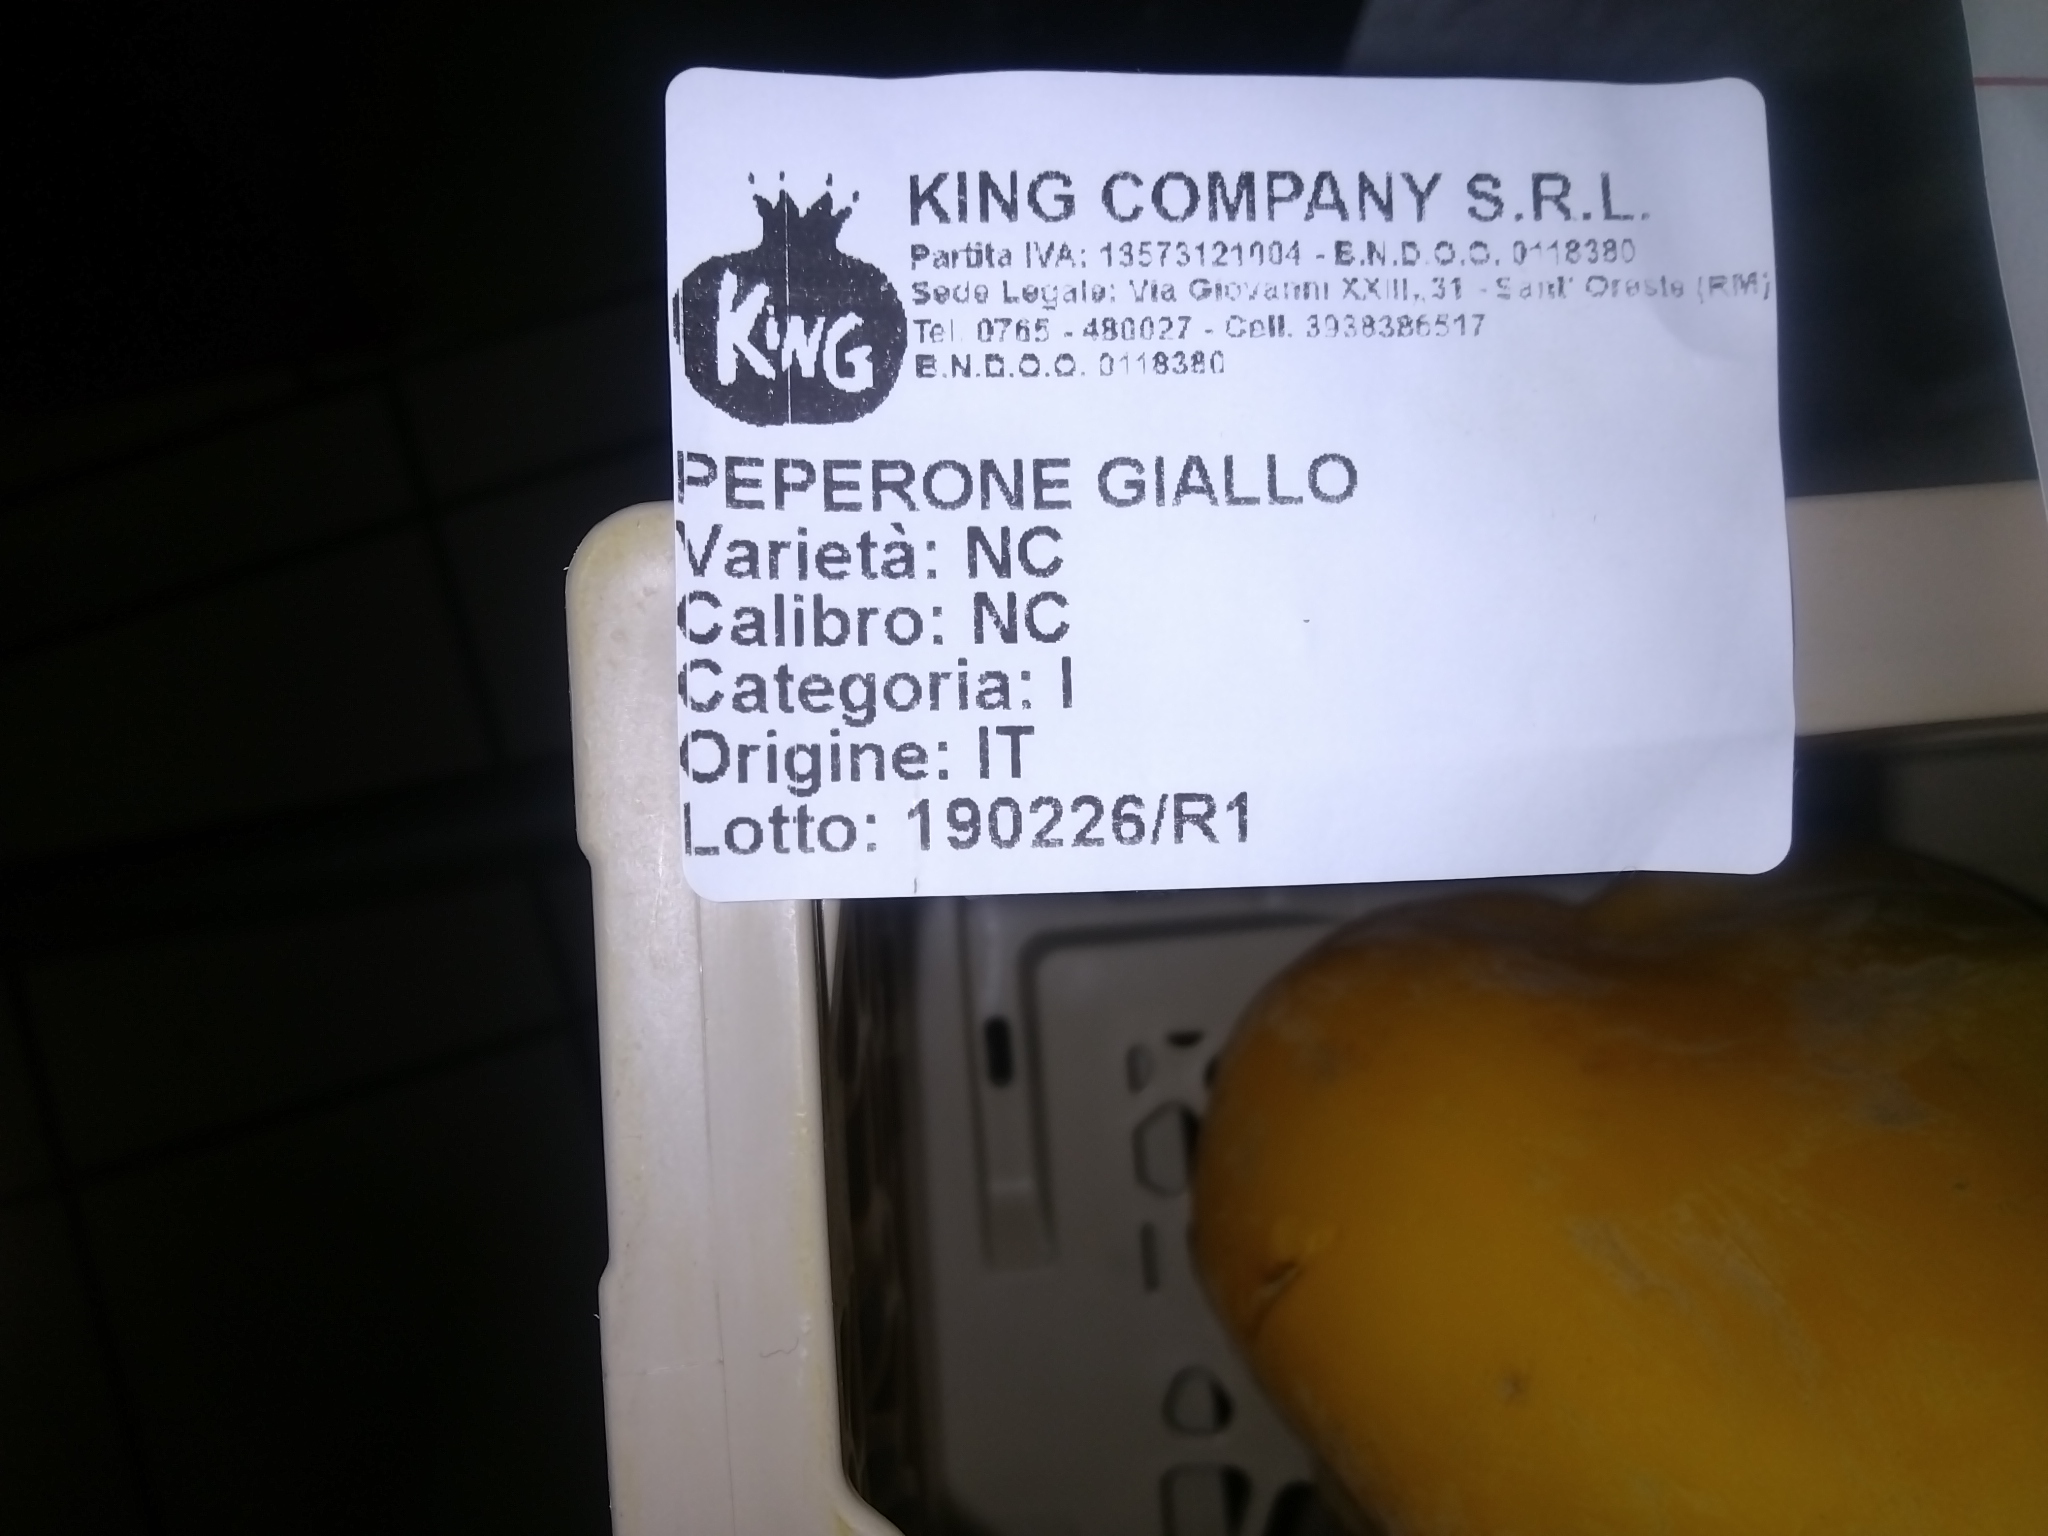 KING
KING COMPANY S.R.L.
Partita IVA: 13573121004 - B.N.D.O.O. 0118380
Sede Legale: Via Giovanni XXIII, 31 - Sant' Oreste (RM)
Tel. 0765 - 480027 - Cell. 3938386517
B.N.D.O.O. 0118380
PEPERONE GIALLO
Varietà: NC
Calibro: NC
Categoria: I
Origine: IT
Lotto: 190226/R1